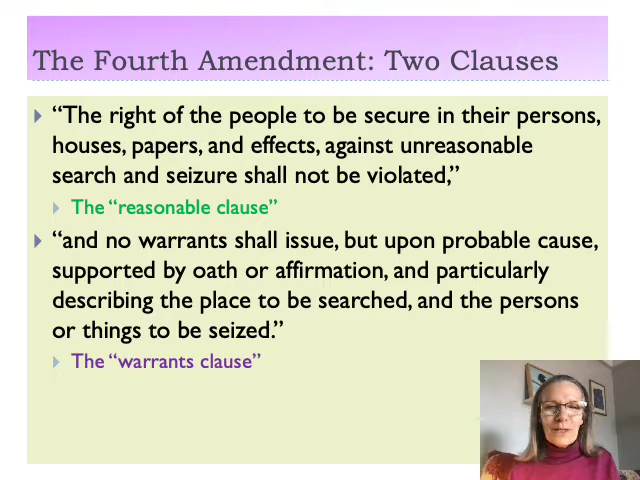 The Fourth Amendment: Two Clauses
“The right of the people to be secure in their persons,
houses, papers, and effects, against unreasonable
search and seizure shall not be violated,”
The “reasonable clause”
“and no warrants shall issue, but upon probable cause,
supported by oath or affirmation, and particularly
describing the place to be searched, and the persons
or things to be seized.”
The “warrants clause”